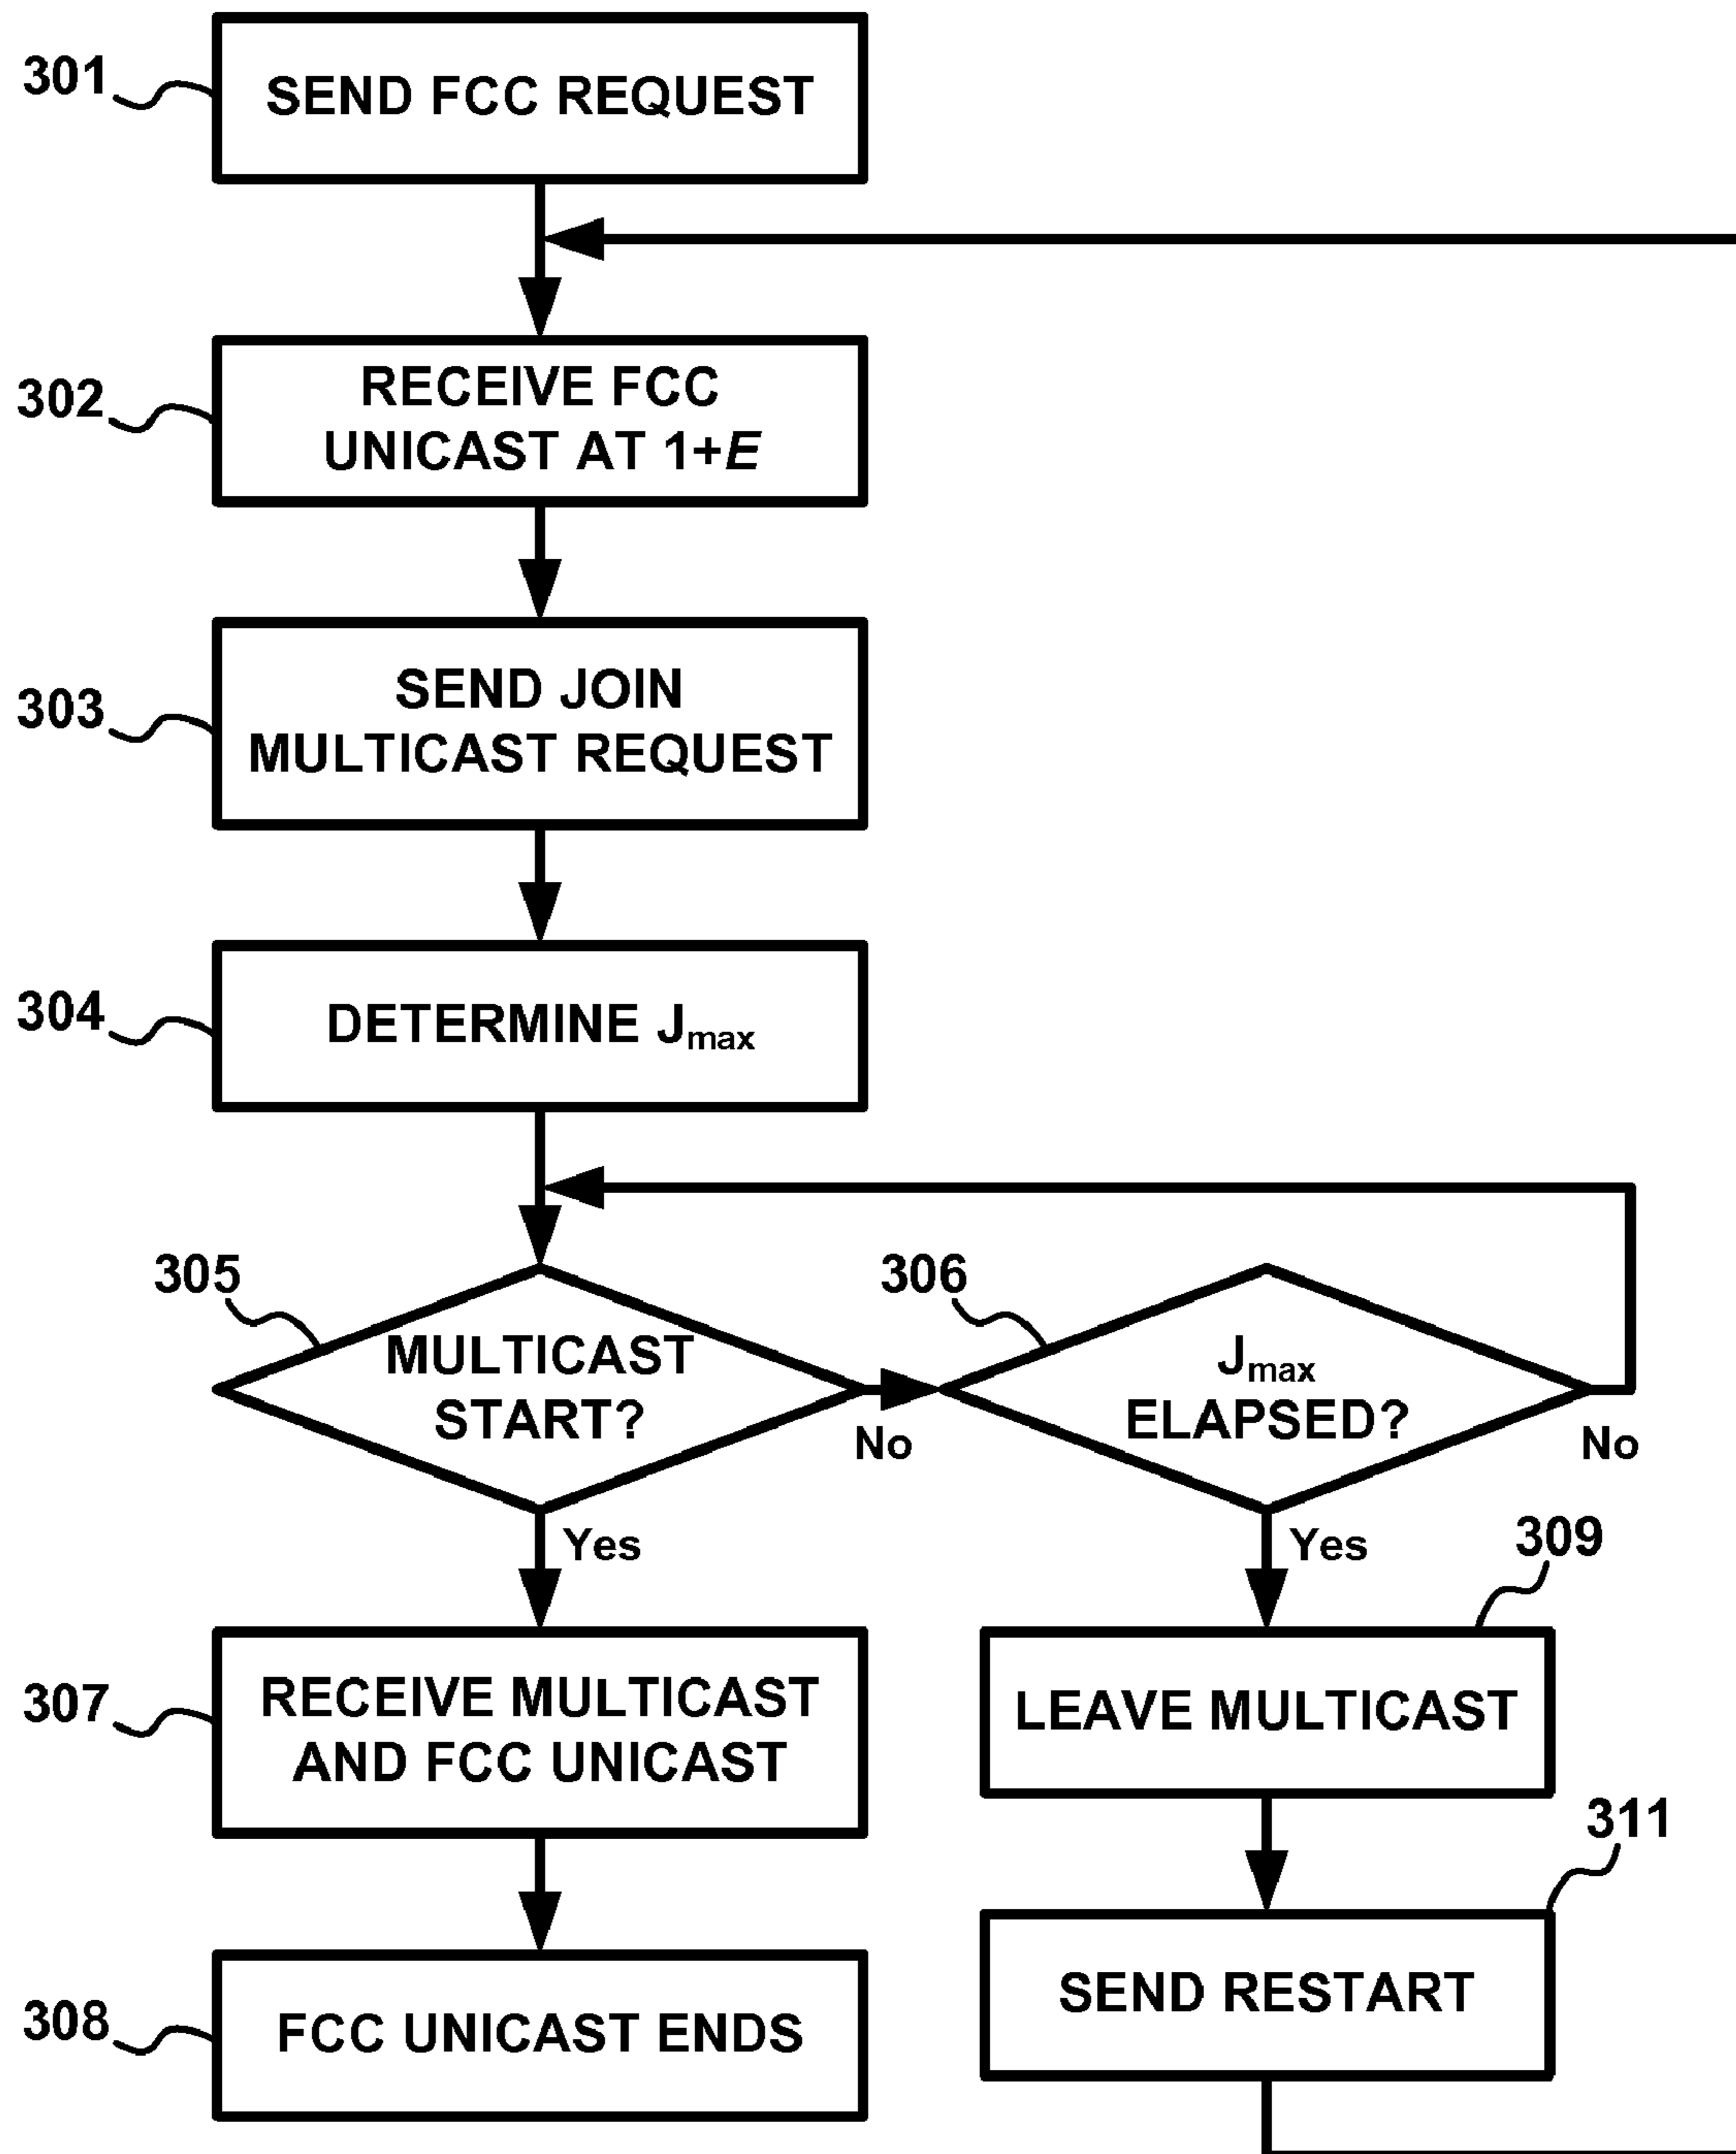 301
SEND FCC REQUEST
302
RECEIVE FCC
UNICAST AT 1+E
303
SEND JOIN
MULTICAST REQUEST
304
DETERMINE Jmax
305
MULTICAST
START?
No
Yes
306
Jmax
ELAPSED?
No
Yes
307
RECEIVE MULTICAST
AND FCC UNICAST
309
LEAVE MULTICAST
308
FCC UNICAST ENDS
311
SEND RESTART